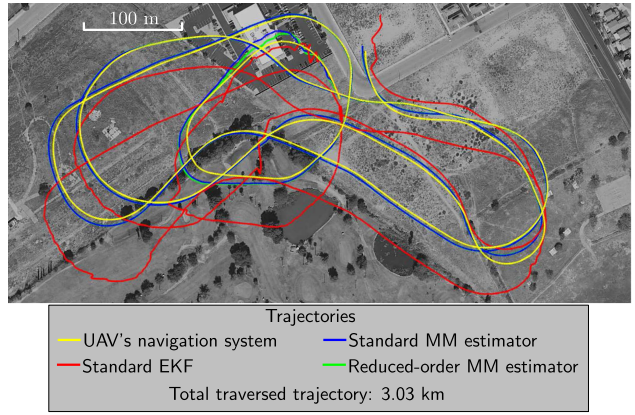 100 m
Trajectories
UAV's navigation system Standard MM estimator
Standard EKF Reduced-order MM estimator
Total traversed trajectory: 3.03 km